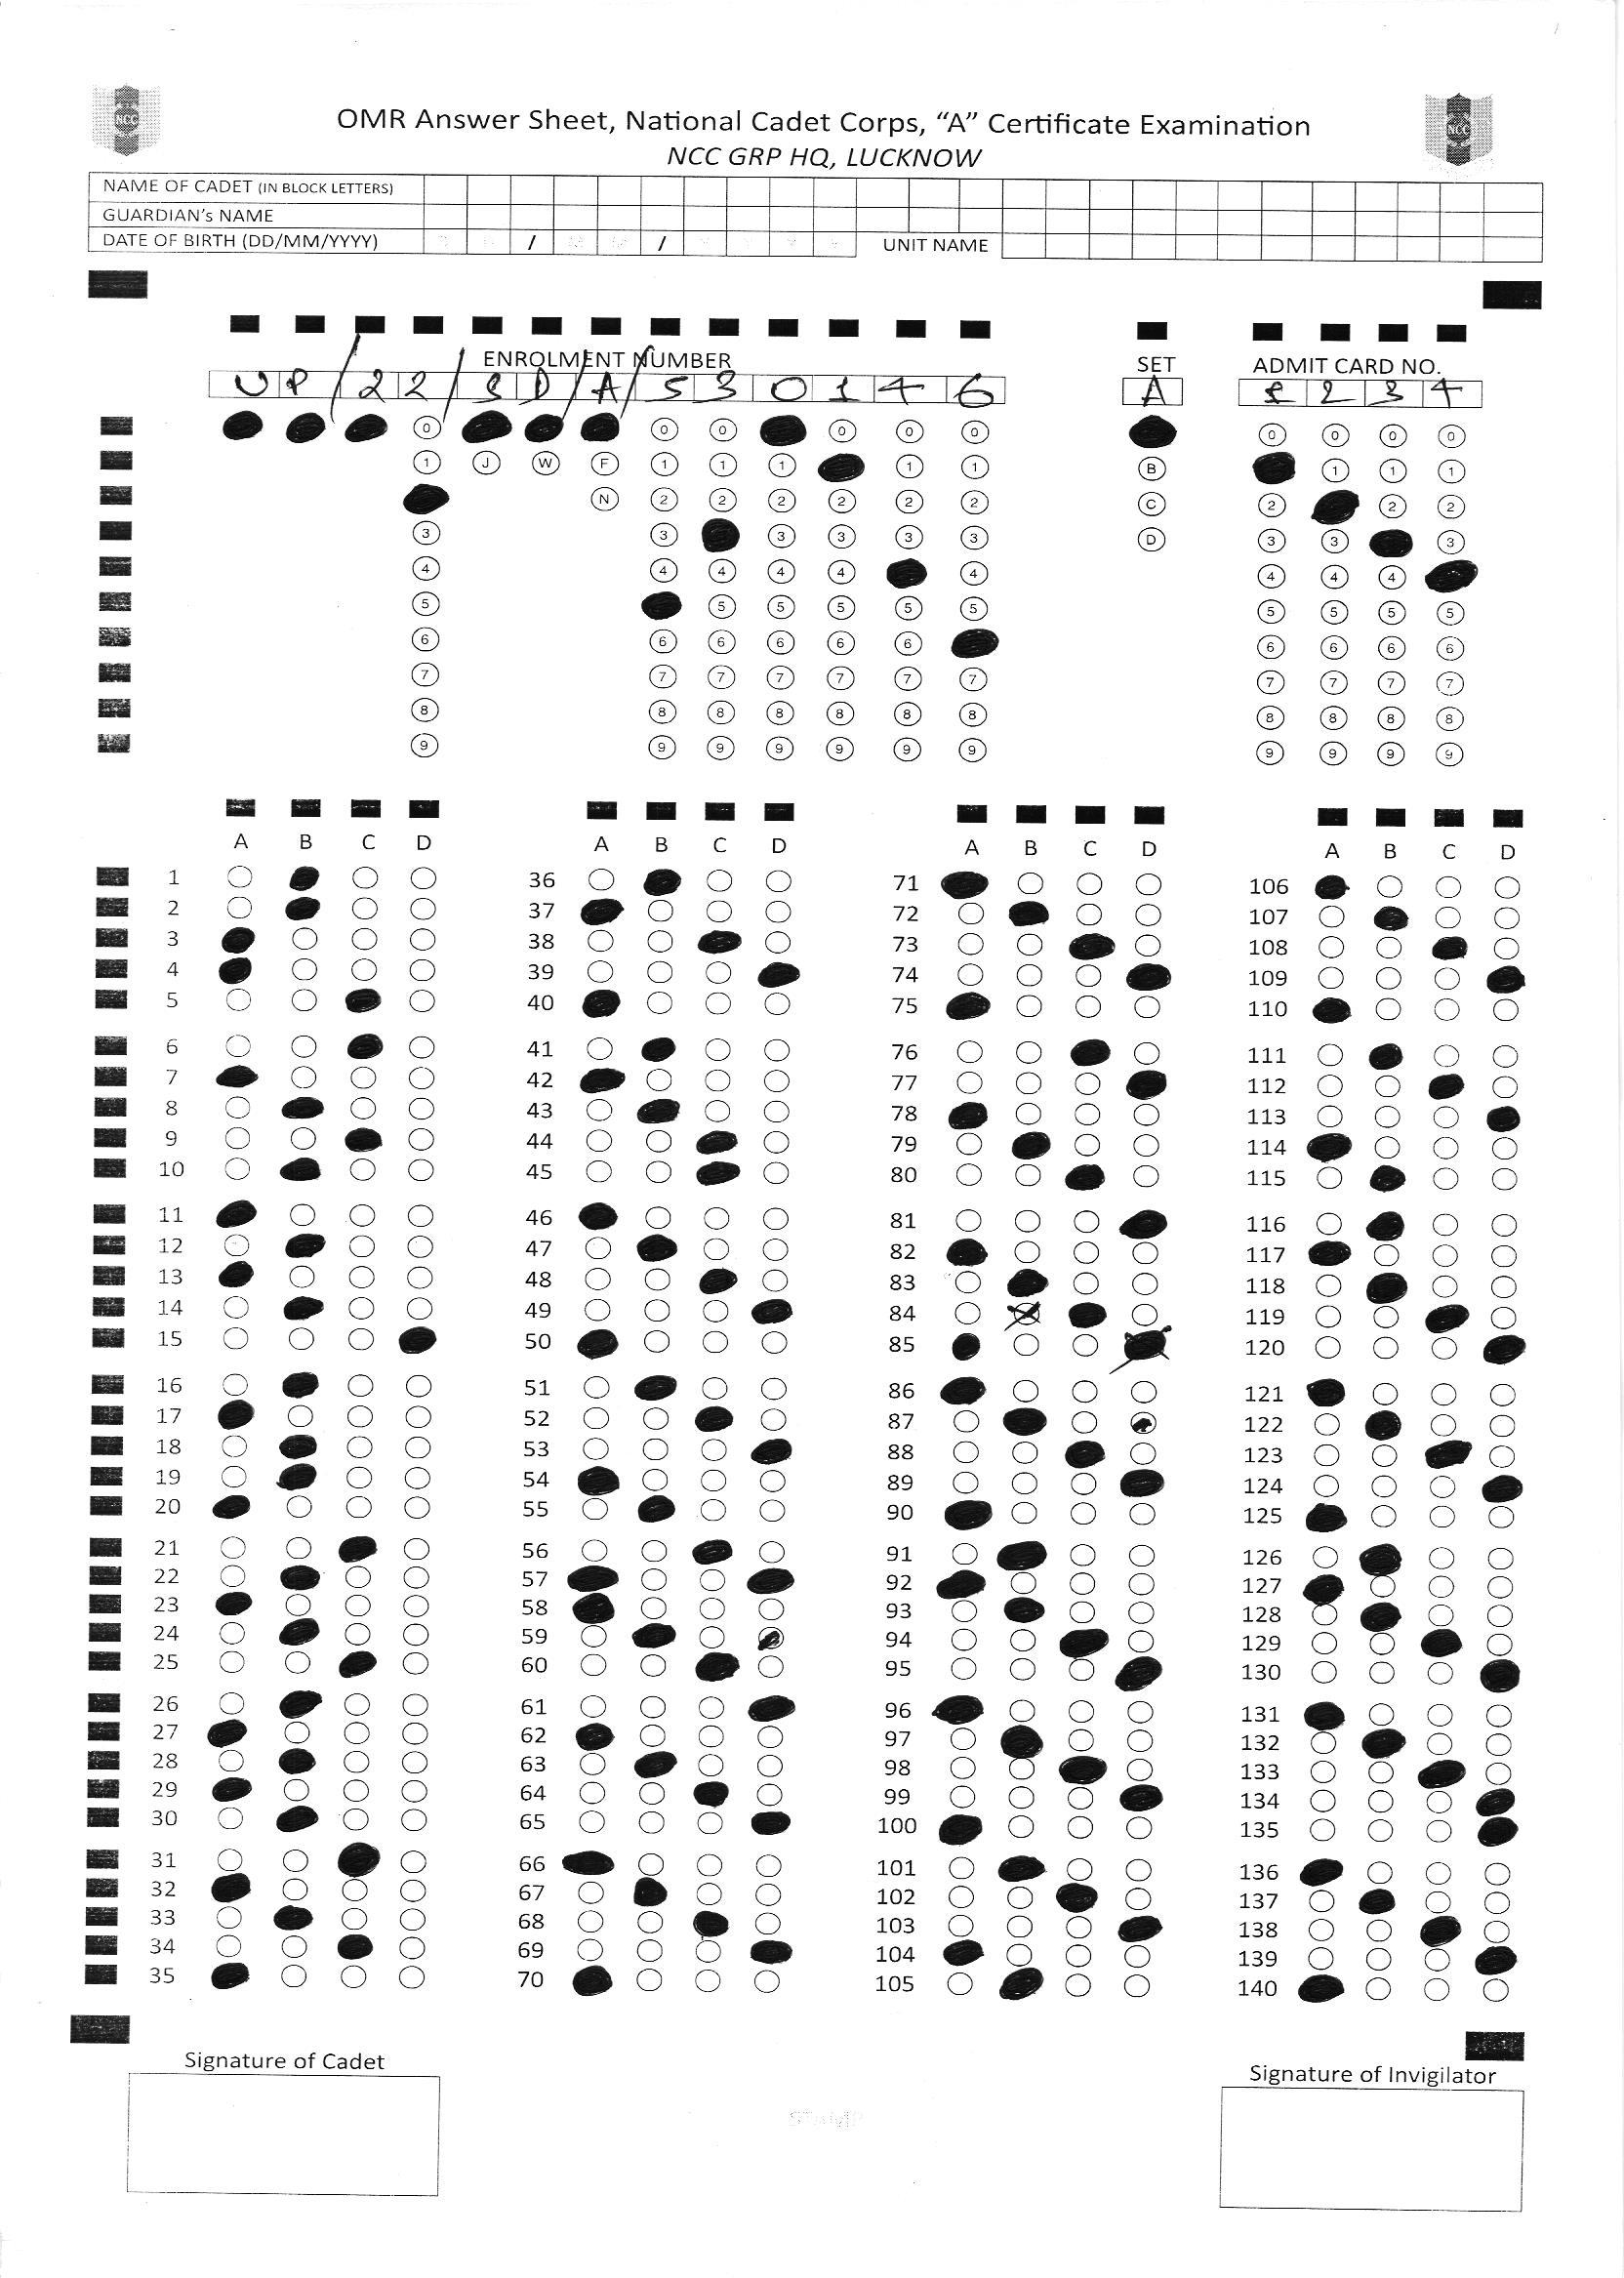 OMR Answer Sheet, National Cadet Corps, “A” Certificate Examination
NCC GRP HQ, LUCKNOW
NCC
NCC
NAME OF CADET (IN BLOCK LETTERS)
GUARDIAN's NAME
DATE OF BIRTH (DD/MM/YYYY) / / UNIT NAME
ENROLMENT NUMBER SET ADMIT CARD NO.
U P / 2 2 / S D / A / 5 3 0 1 4 6 A 1 2 3 4
0 0 0 0 0 0 0 0 0 0
1 J W F 1 1 1 1 1 B 1 1 1
N 2 2 2 2 2 2 C 2 2 2
3 3 3 3 3 3 D 3 3 3
4 4 4 4 4 4 4 4 4
5 5 5 5 5 5 5 5 5 5
6 6 6 6 6 6 6 6 6 6
7 7 7 7 7 7 7 7 7 7 7
8 8 8 8 8 8 8 8 8 8 8
9 9 9 9 9 9 9 9 9 9 9
A B C D A B C D A B C D A B C D
1 36 71 106
2 37 72 107
3 38 73 108
4 39 74 109
5 40 75 110
6 41 76 111
7 42 77 112
8 43 78 113
9 44 79 114
10 45 80 115
11 46 81 116
12 47 82 117
13 48 83 118
14 49 84 119
15 50 85 120
16 51 86 121
17 52 87 122
18 53 88 123
19 54 89 124
20 55 90 125
21 56 91 126
22 57 92 127
23 58 93 128
24 59 94 129
25 60 95 130
26 61 96 131
27 62 97 132
28 63 98 133
29 64 99 134
30 65 100 135
31 66 101 136
32 67 102 137
33 68 103 138
34 69 104 139
35 70 105 140
Signature of Cadet Signature of Invigilator